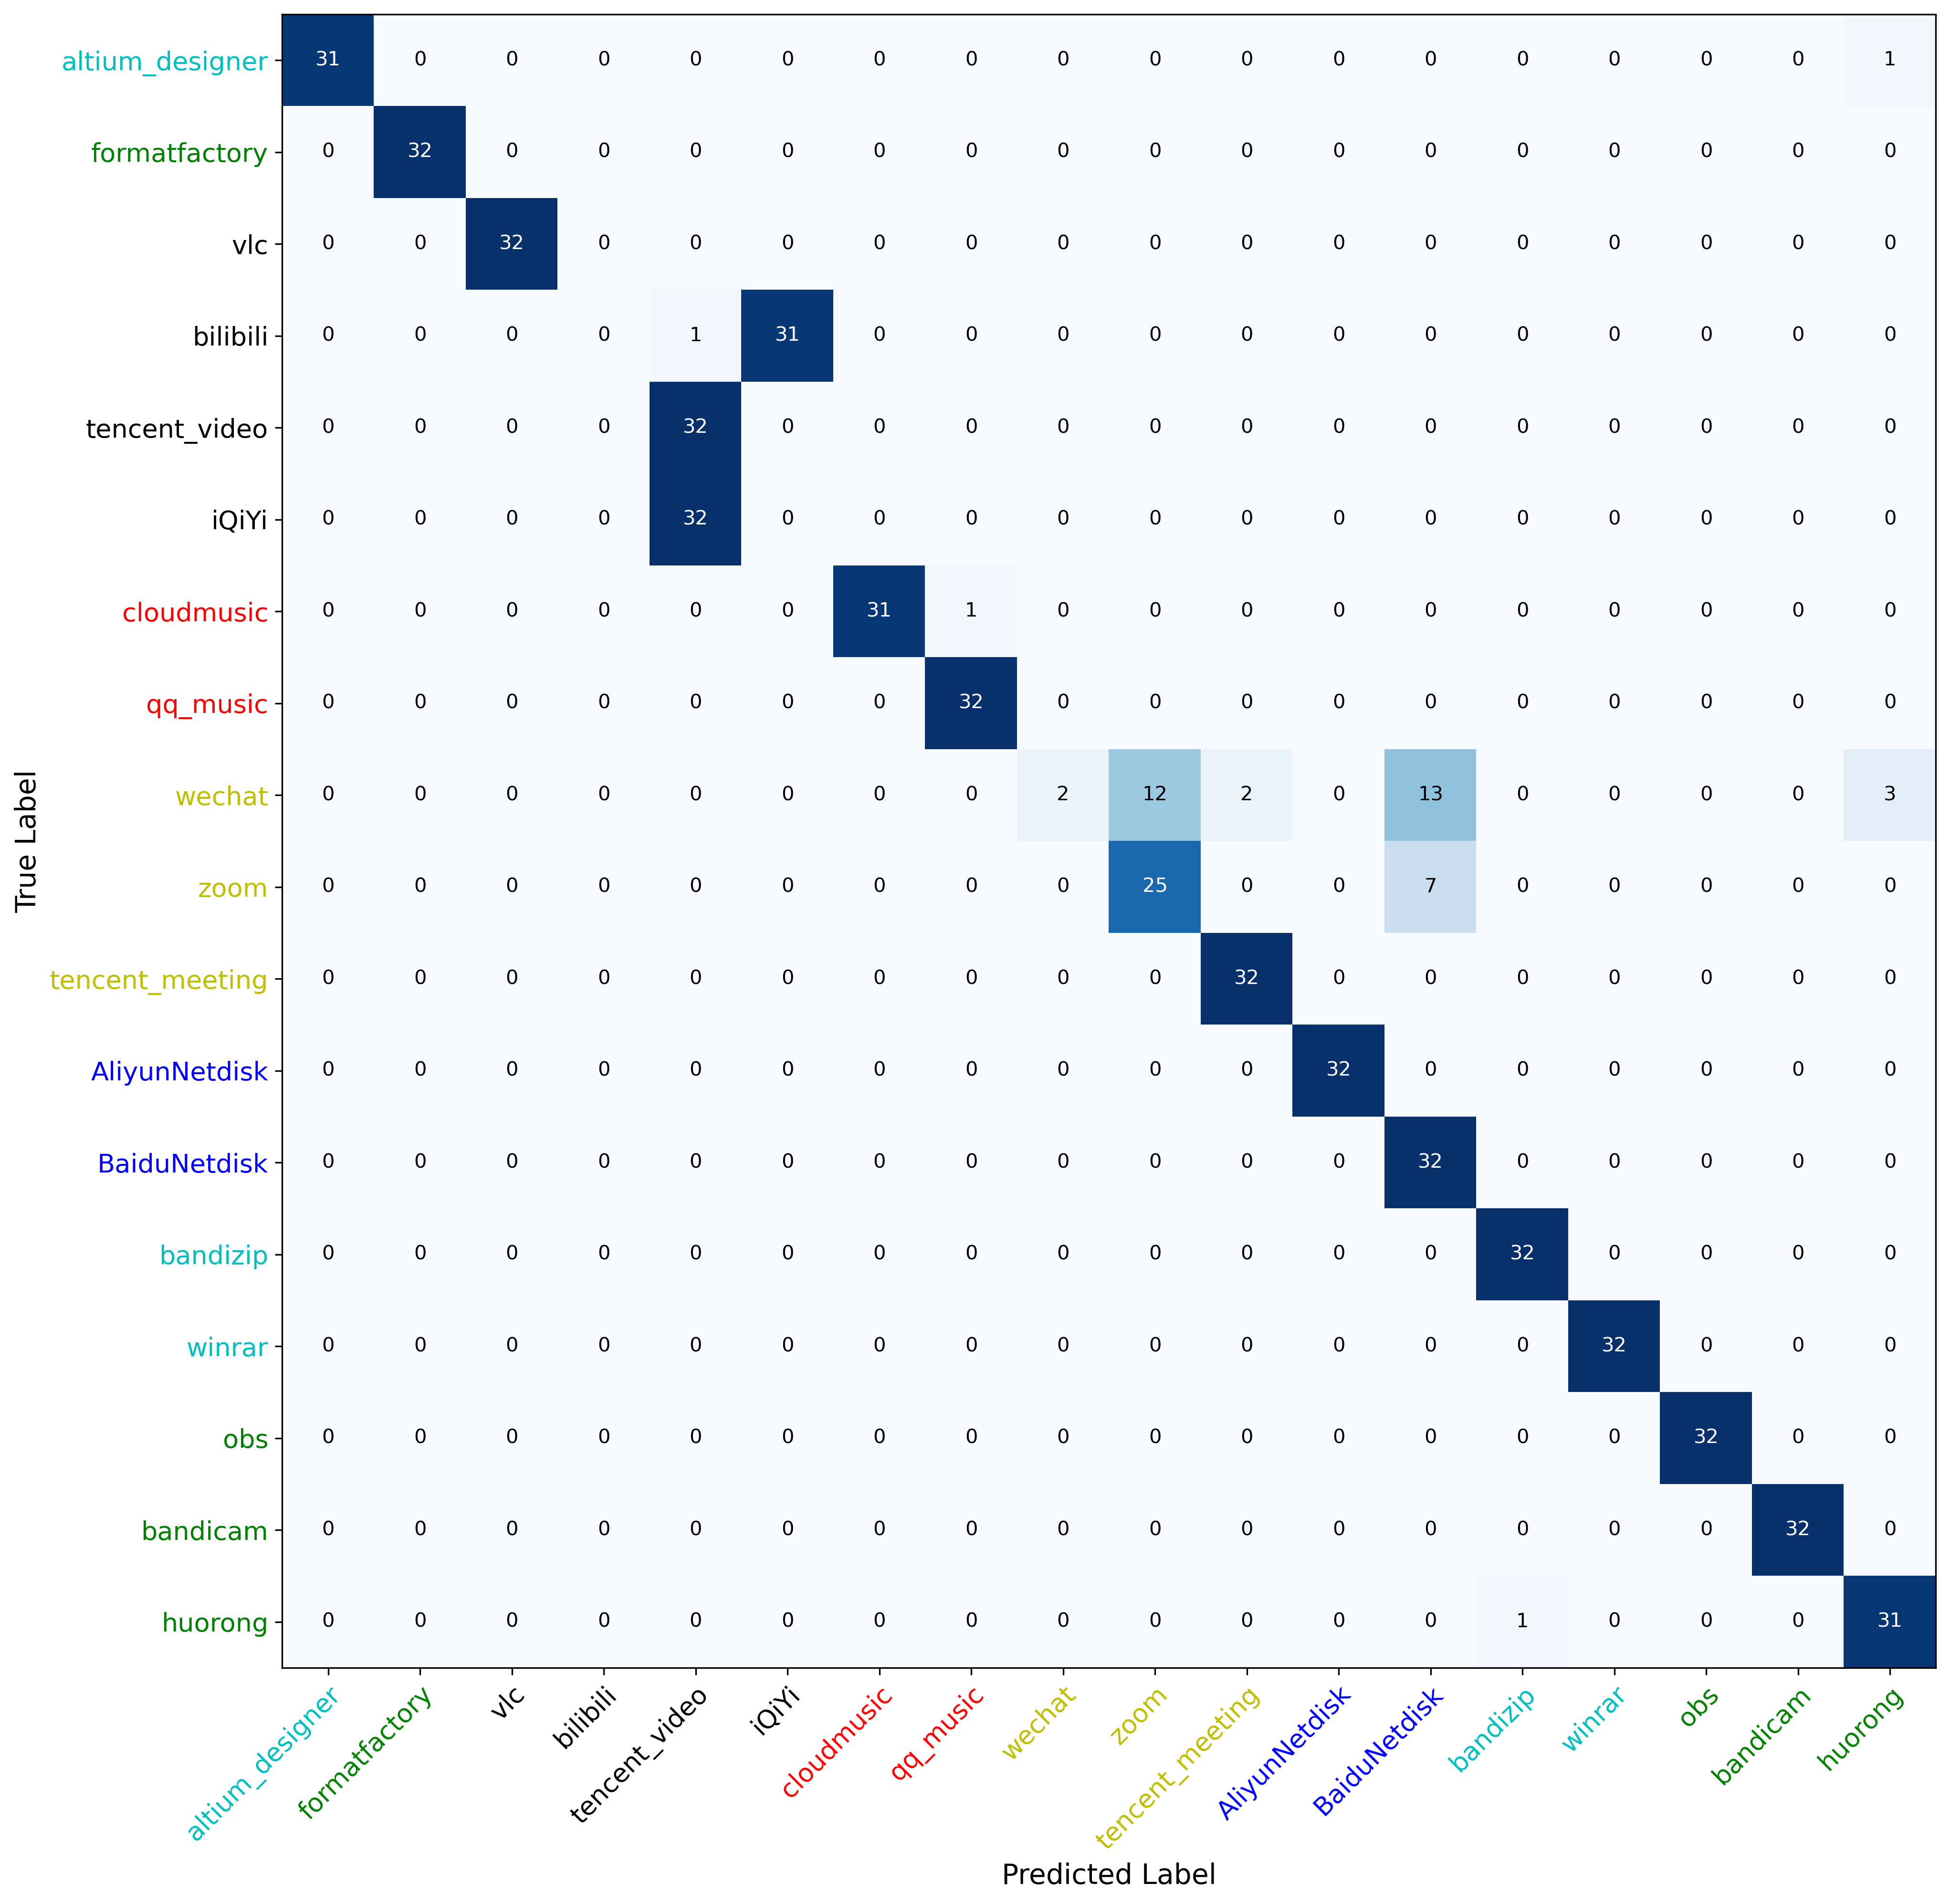 altium_designer 31 0 0 0 0 0 0 0 0 0 0 0 0 0 0 0 0 1
formatfactory 0 32 0 0 0 0 0 0 0 0 0 0 0 0 0 0 0 0
vlc 0 0 32 0 0 0 0 0 0 0 0 0 0 0 0 0 0 0
bilibili 0 0 0 0 1 31 0 0 0 0 0 0 0 0 0 0 0 0
tencent_video 0 0 0 0 32 0 0 0 0 0 0 0 0 0 0 0 0 0
iQiYi 0 0 0 0 32 0 0 0 0 0 0 0 0 0 0 0 0 0
cloudmusic 0 0 0 0 0 0 31 1 0 0 0 0 0 0 0 0 0 0
qq_music 0 0 0 0 0 0 0 32 0 0 0 0 0 0 0 0 0 0
wechat 0 0 0 0 0 0 0 0 2 12 2 0 13 0 0 0 0 3
zoom 0 0 0 0 0 0 0 0 0 25 0 0 7 0 0 0 0 0
tencent_meeting 0 0 0 0 0 0 0 0 0 0 32 0 0 0 0 0 0 0
AliyunNetdisk 0 0 0 0 0 0 0 0 0 0 0 32 0 0 0 0 0 0
BaiduNetdisk 0 0 0 0 0 0 0 0 0 0 0 0 32 0 0 0 0 0
bandizip 0 0 0 0 0 0 0 0 0 0 0 0 0 32 0 0 0 0
winrar 0 0 0 0 0 0 0 0 0 0 0 0 0 0 32 0 0 0
obs 0 0 0 0 0 0 0 0 0 0 0 0 0 0 0 32 0 0
bandicam 0 0 0 0 0 0 0 0 0 0 0 0 0 0 0 0 32 0
huorong 0 0 0 0 0 0 0 0 0 0 0 0 0 1 0 0 0 31
True Label
altium_designer
formatfactory
vlc
bilibili
tencent_video
iQiYi
cloudmusic
qq_music
wechat
zoom
tencent_meeting
AliyunNetdisk
BaiduNetdisk
bandizip
winrar
obs
bandicam
huorong
Predicted Label